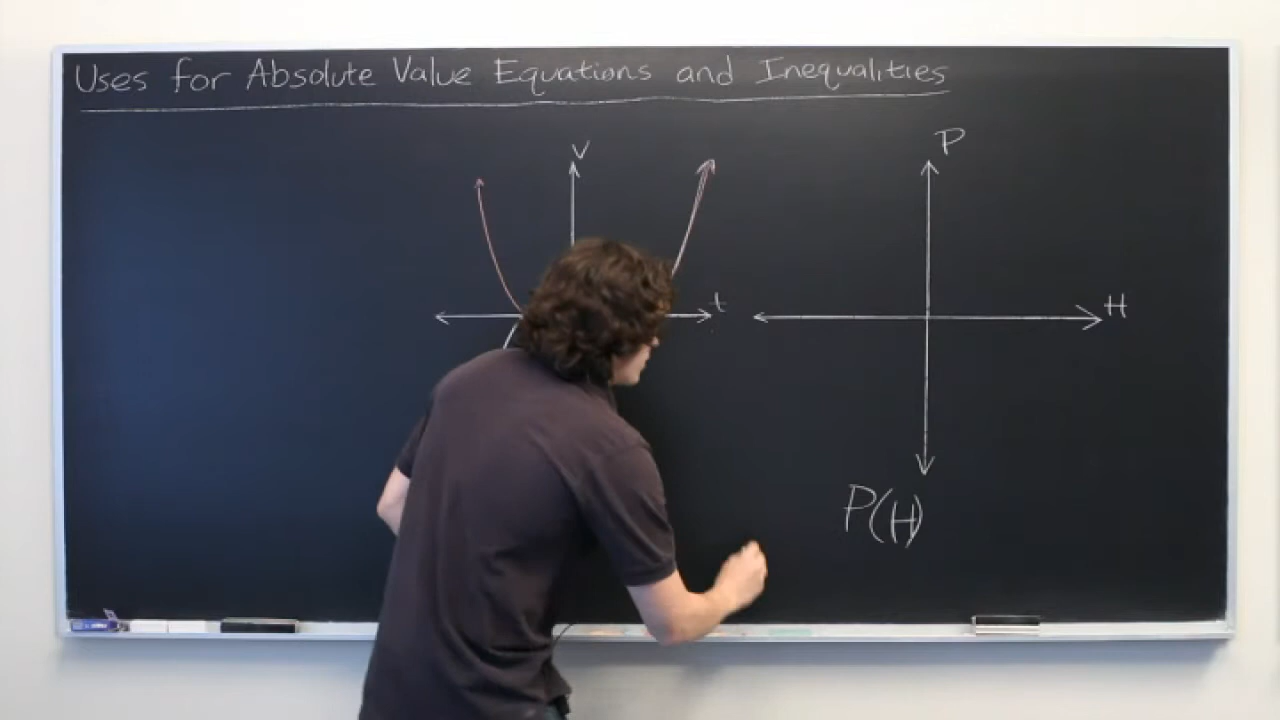 Uses for Absolute Value Equations and Inequalities
V
P
t
H
P(H)